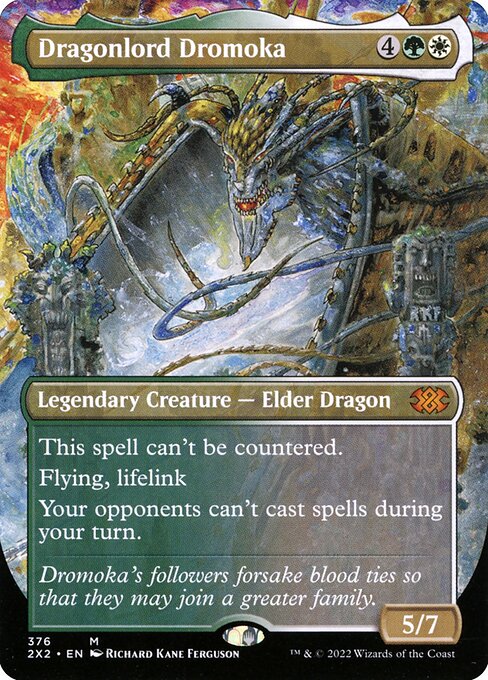 Dragonlord Dromoka 4
RKF
Legendary Creature — Elder Dragon
This spell can't be countered.
Flying, lifelink
Your opponents can't cast spells during
your turn.
Dromoka's followers forsake blood ties so
that they may join a greater family.
5/7
376 M
2X2 • EN Richard Kane Ferguson
™ & © 2022 Wizards of the Coast